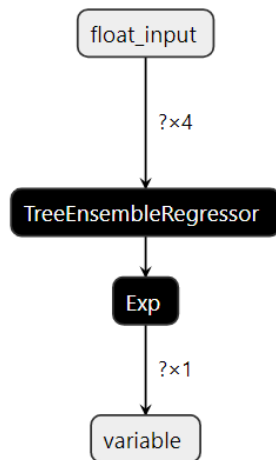 float_input
?×4
TreeEnsembleRegressor
Exp
?×1
variable